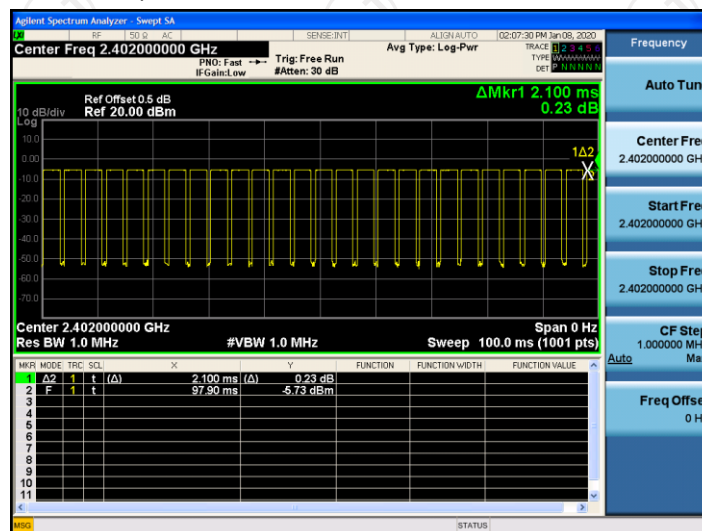 Agilent Spectrum Analyzer - Swept SA
RF 50 Ω AC SENSE:INT ALIGN AUTO 02:07:30 PM Jan 08, 2020
Center Freq 2.402000000 GHz
Avg Type: Log-Pwr
TRACE 1 2 3 4 5 6
TYPE
DET P N N N N N
PNO: Fast
IFGain:Low
Trig: Free Run
#Atten: 30 dB
ΔMkr1 2.100 ms
0.23 dB
Ref Offset 0.5 dB
10 dB/div Ref 20.00 dBm
Log
10.0
0.00
-10.0
-20.0
-30.0
-40.0
-50.0
-60.0
-70.0
1Δ2
Center 2.402000000 GHz Span 0 Hz
Res BW 1.0 MHz #VBW 1.0 MHz Sweep 100.0 ms (1001 pts)
MKR MODE TRC SCL X Y FUNCTION FUNCTION WIDTH FUNCTION VALUE
1 Δ2 1 t (Δ) 2.100 ms (Δ) 0.23 dB
2 F 1 t 97.90 ms -5.73 dBm
3
4
5
6
7
8
9
10
11
MSG STATUS
Frequency
Auto Tun
Center Fre
2.402000000 GH
Start Fre
2.402000000 GH
Stop Fre
2.402000000 GH
CF Step
1.000000 MH
Auto Ma
Freq Offse
0 H